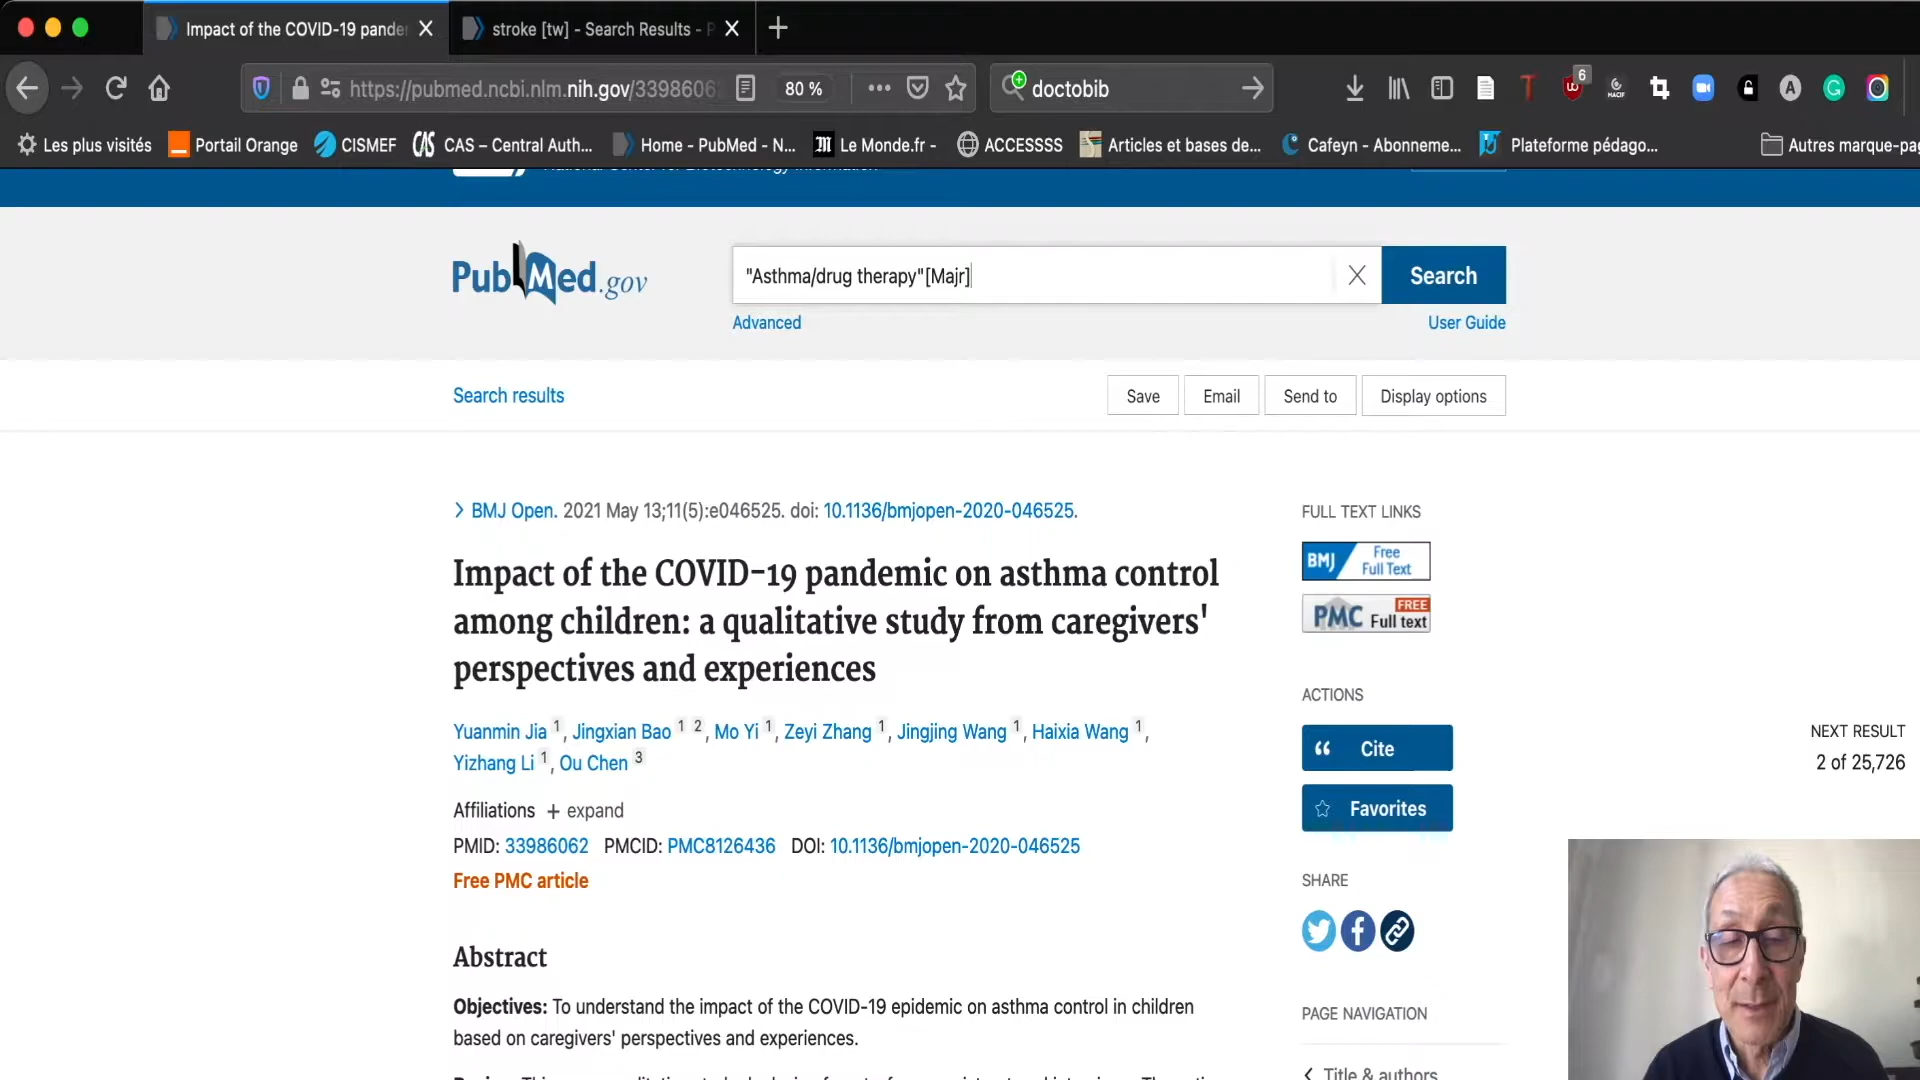 Impact of the COVID-19 pande
stroke [tw] - Search Results - P
https://pubmed.ncbi.nlm.nih.gov/3398606
80 %
doctobib
6
Les plus visités
Portail Orange
CISMEF
CAS – Central Auth...
Home - PubMed - N...
Le Monde.fr -
ACCESSSS
Articles et bases de...
Cafeyn - Abonneme...
Plateforme pédago...
Autres marque-pag
PubMed.gov
"Asthma/drug therapy"[Majr]
Search
Advanced
User Guide
Search results
Save
Email
Send to
Display options
BMJ Open. 2021 May 13;11(5):e046525. doi: 10.1136/bmjopen-2020-046525.
Impact of the COVID-19 pandemic on asthma control
among children: a qualitative study from caregivers'
perspectives and experiences
Yuanmin Jia 1, Jingxian Bao 1 2, Mo Yi 1, Zeyi Zhang 1, Jingjing Wang 1, Haixia Wang 1,
Yizhang Li 1, Ou Chen 3
Affiliations + expand
PMID: 33986062 PMCID: PMC8126436 DOI: 10.1136/bmjopen-2020-046525
Free PMC article
Abstract
Objectives: To understand the impact of the COVID-19 epidemic on asthma control in children
based on caregivers' perspectives and experiences.
FULL TEXT LINKS
BMJ Free
Full Text
PMC FREE
Full text
ACTIONS
Cite
Favorites
SHARE
PAGE NAVIGATION
Title & authors
NEXT RESULT
2 of 25,726